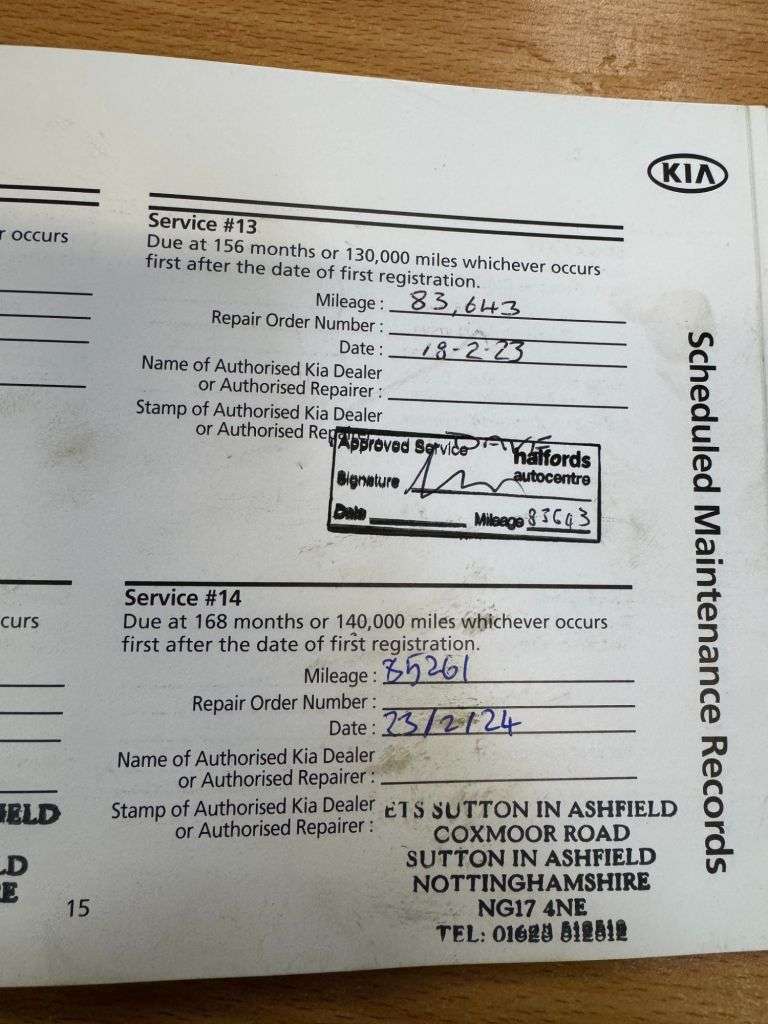 KIA
r occurs
Service #13
Due at 156 months or 130,000 miles whichever occurs
first after the date of first registration.
Mileage : 83,643
Repair Order Number :
Date : 18-2-23
Name of Authorised Kia Dealer
or Authorised Repairer :
Stamp of Authorised Kia Dealer
or Authorised Repairer
DAVE
Approved Service halfords
Signature autocentre
Date Mileage 83643
curs
Service #14
Due at 168 months or 140,000 miles whichever occurs
first after the date of first registration.
Mileage : 85261
Repair Order Number :
Date : 23/2/24
Name of Authorised Kia Dealer
or Authorised Repairer :
Stamp of Authorised Kia Dealer
or Authorised Repairer :
ETS SUTTON IN ASHFIELD
COXMOOR ROAD
SUTTON IN ASHFIELD
NOTTINGHAMSHIRE
NG17 4NE
TEL:
IELD
LD
E
15
Scheduled Maintenance Records